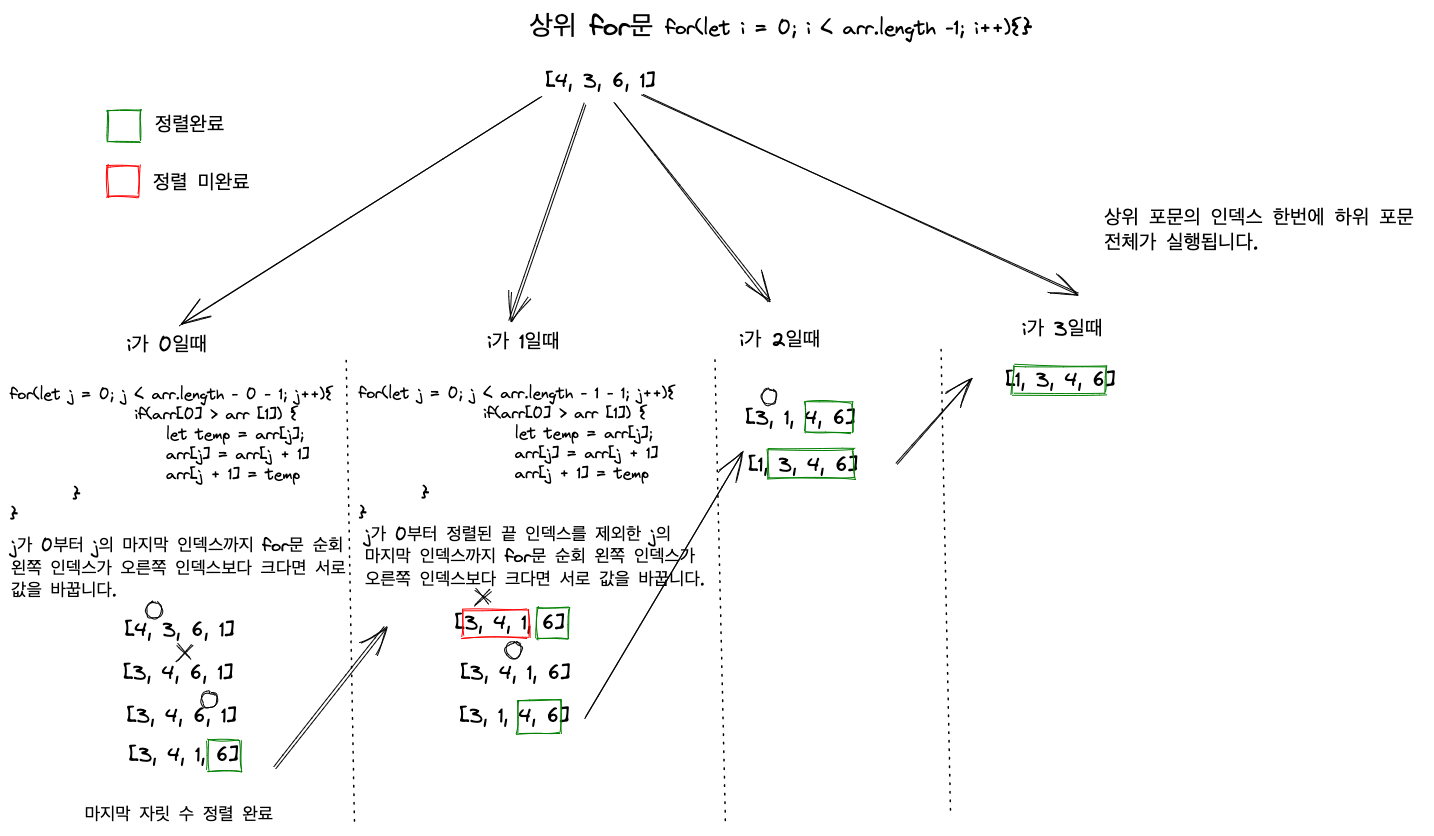 상위 for문 for(let i = 0; i < arr.length -1; i++){}
[4, 3, 6, 1]
정렬완료
정렬 미완료
상위 포문의 인덱스 한번에 하위 포문
전체가 실행됩니다.
i가 0일때
for(let j = 0; j < arr.length - 0 - 1; j++){
if(arr[0] > arr [1]) {
let temp = arr[j];
arr[j] = arr[j + 1]
arr[j + 1] = temp
}
}
j가 0부터 j의 마지막 인덱스까지 for문 순회
왼쪽 인덱스가 오른쪽 인덱스보다 크다면 서로
값을 바꿉니다.
[4, 3, 6, 1]
[3, 4, 6, 1]
[3, 4, 6, 1]
[3, 4, 1, 6]
마지막 자릿 수 정렬 완료
i가 1일때
for(let j = 0; j < arr.length - 1 - 1; j++){
if(arr[0] > arr [1]) {
let temp = arr[j];
arr[j] = arr[j + 1]
arr[j + 1] = temp
}
}
j가 0부터 정렬된 끝 인덱스를 제외한 j의
마지막 인덱스까지 for문 순회 왼쪽 인덱스가
오른쪽 인덱스보다 크다면 서로 값을 바꿉니다.
[3, 4, 1, 6]
[3, 4, 1, 6]
[3, 1, 4, 6]
i가 2일때
[3, 1, 4, 6]
[1, 3, 4, 6]
i가 3일때
[1, 3, 4, 6]